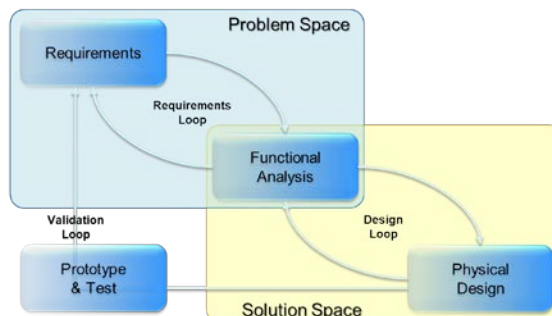 Problem Space
Requirements
Requirements
Loop
Functional
Analysis
Validation
Loop
Design
Loop
Prototype
& Test
Physical
Design
Solution Space